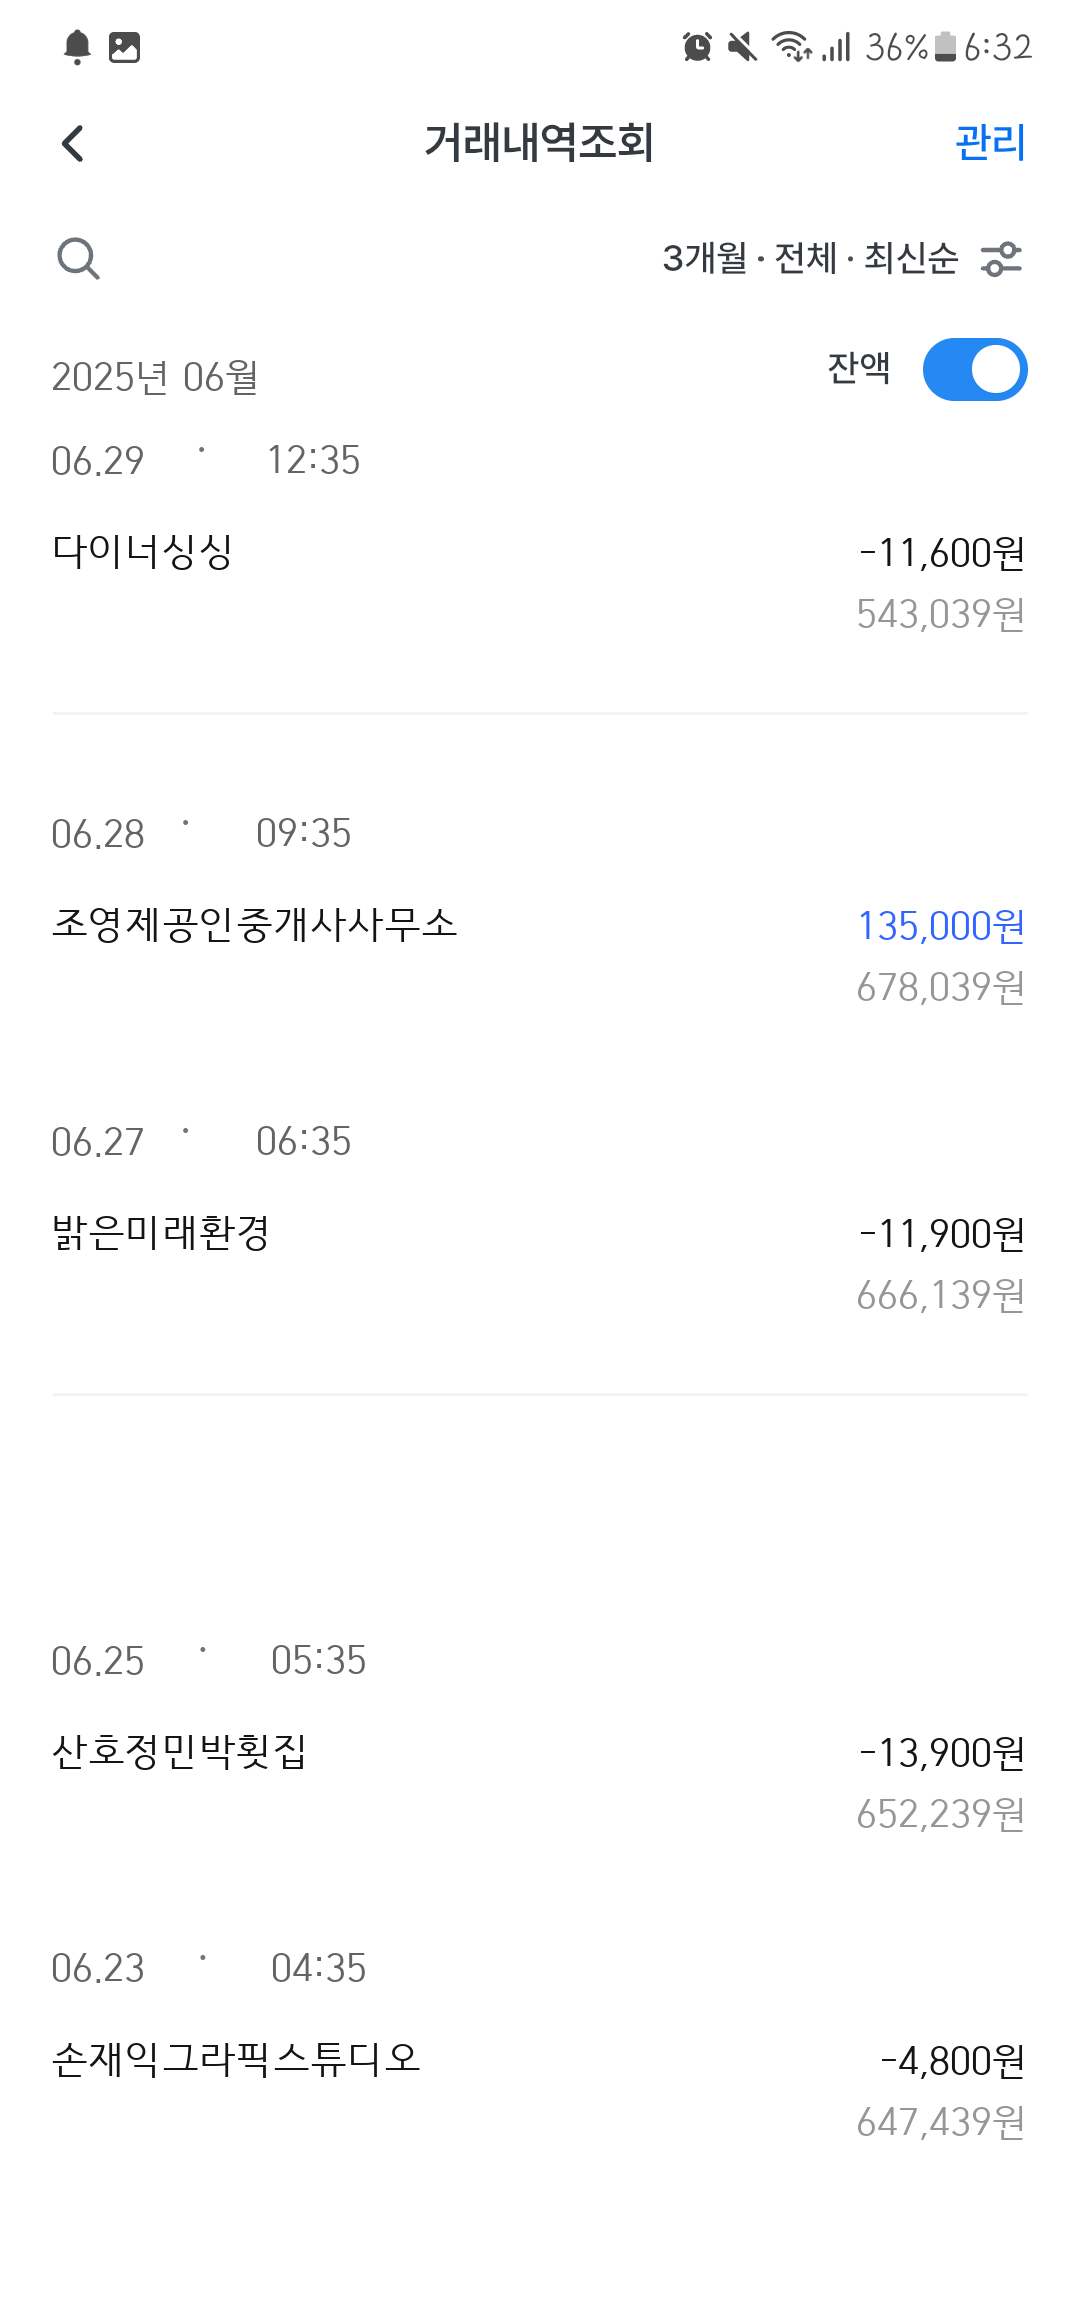 36% 6:32
거래내역조회 관리
3개월 · 전체 · 최신순
2025년 06월 잔액
06.29 · 12:35
다이너싱싱 -11,600원
543,039원
06.28 · 09:35
조영제공인중개사사무소 135,000원
678,039원
06.27 · 06:35
밝은미래환경 -11,900원
666,139원
06.25 · 05:35
산호정민박횟집 -13,900원
652,239원
06.23 · 04:35
손재익그라픽스튜디오 -4,800원
647,439원